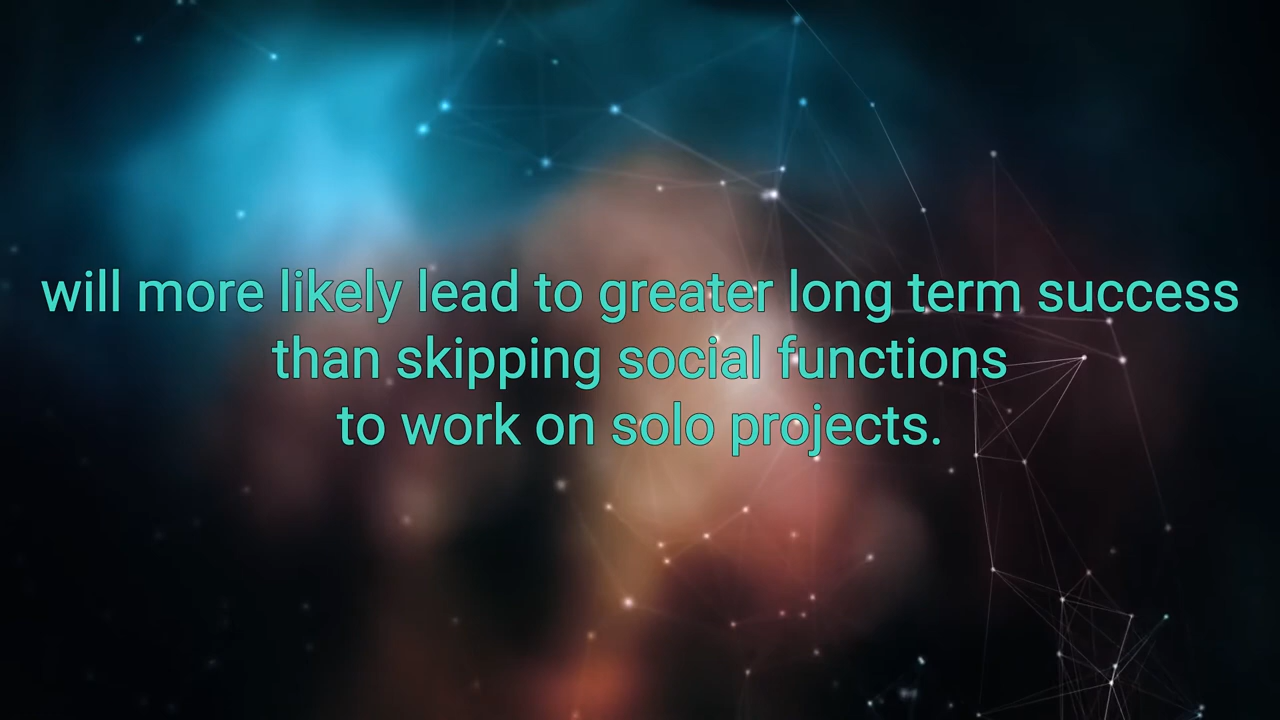 will more likely lead to greater long term success
than skipping social functions
to work on solo projects.